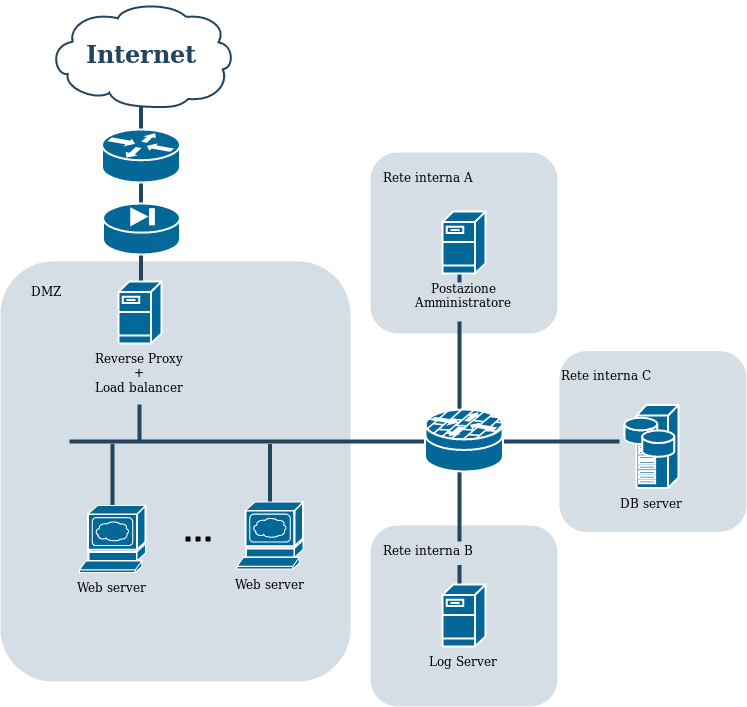 Internet
Rete interna A
Postazione
Amministratore
DMZ
Reverse Proxy
+
Load balancer
Rete interna C
DB server
Rete interna B
Log Server
...
Web server
Web server